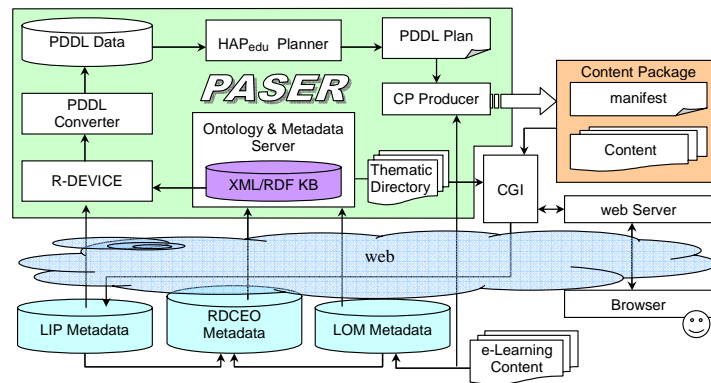 PDDL Data
HAPedu Planner
PDDL Plan
PASER
Content Package
manifest
Content
PDDL
Converter
CP Producer
Ontology & Metadata
Server
XML/RDF KB
R-DEVICE
Thematic
Directory
CGI
web Server
web
Browser
LIP Metadata
RDCEO
Metadata
LOM Metadata
e-Learning
Content